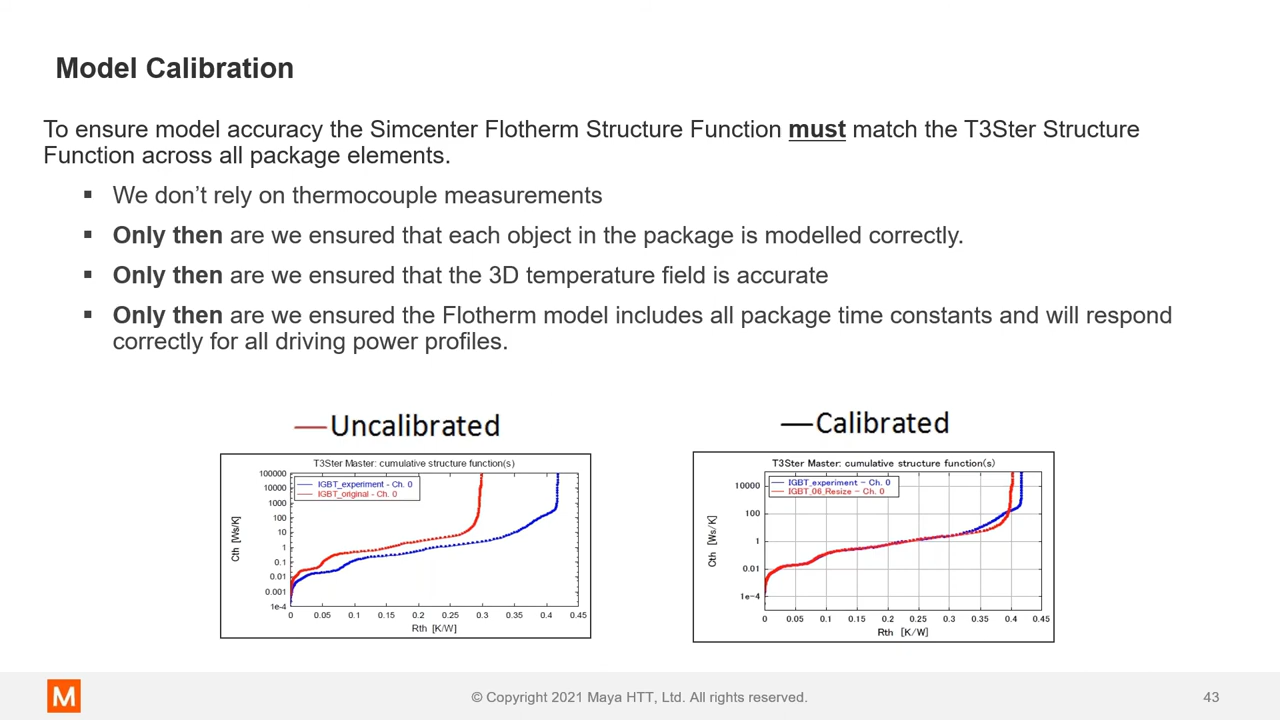 Model Calibration
To ensure model accuracy the Simcenter Flotherm Structure Function must match the T3Ster Structure
Function across all package elements.
▪ We don’t rely on thermocouple measurements
▪ Only then are we ensured that each object in the package is modelled correctly.
▪ Only then are we ensured that the 3D temperature field is accurate
▪ Only then are we ensured the Flotherm model includes all package time constants and will respond
correctly for all driving power profiles.
Uncalibrated
T3Ster Master: cumulative structure function(s)
IGBT_experiment - Ch. 0
IGBT_original - Ch. 0
100000
10000
1000
100
10
1
0.1
0.01
0.001
1e-4
Cth [Ws/K]
0 0.05 0.1 0.15 0.2 0.25 0.3 0.35 0.4 0.45
Rth [K/W]
Calibrated
T3Ster Master: cumulative structure function(s)
IGBT_experiment - Ch. 0
IGBT_06_Resize - Ch. 0
10000
100
1
0.01
1e-4
Cth [Ws/K]
0 0.05 0.1 0.15 0.2 0.25 0.3 0.35 0.4 0.45
Rth [K/W]
M
© Copyright 2021 Maya HTT, Ltd. All rights reserved.
43